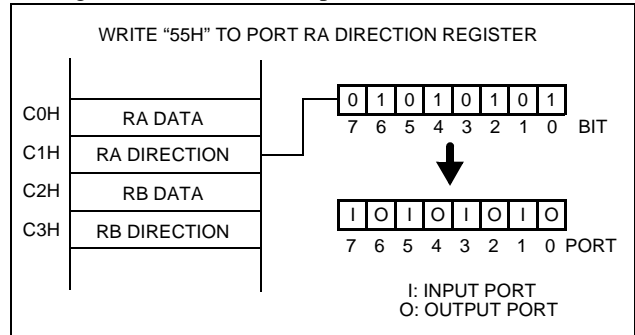 WRITE “55H” TO PORT RA DIRECTION REGISTER
0 1 0 1 0 1 0 1
7 6 5 4 3 2 1 0 BIT
C0H RA DATA
C1H RA DIRECTION
C2H RB DATA
C3H RB DIRECTION
I O I O I O I O
7 6 5 4 3 2 1 0 PORT
I: INPUT PORT
O: OUTPUT PORT